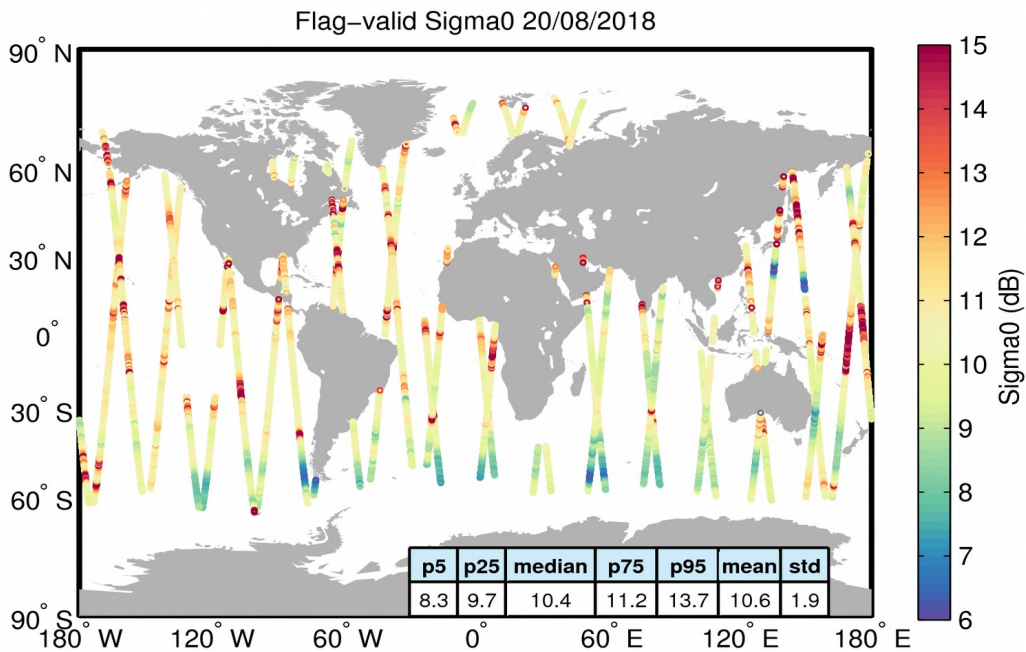 Flag−valid Sigma0 20/08/2018
90° N
60° N
30° N
0°
30° S
60° S
90° S
180° W
120° W
60° W
0°
60° E
120° E
180° E
p5 p25 median p75 p95 mean std
8.3 9.7 10.4 11.2 13.7 10.6 1.9
15
14
13
12
11
10
9
8
7
6
Sigma0 (dB)